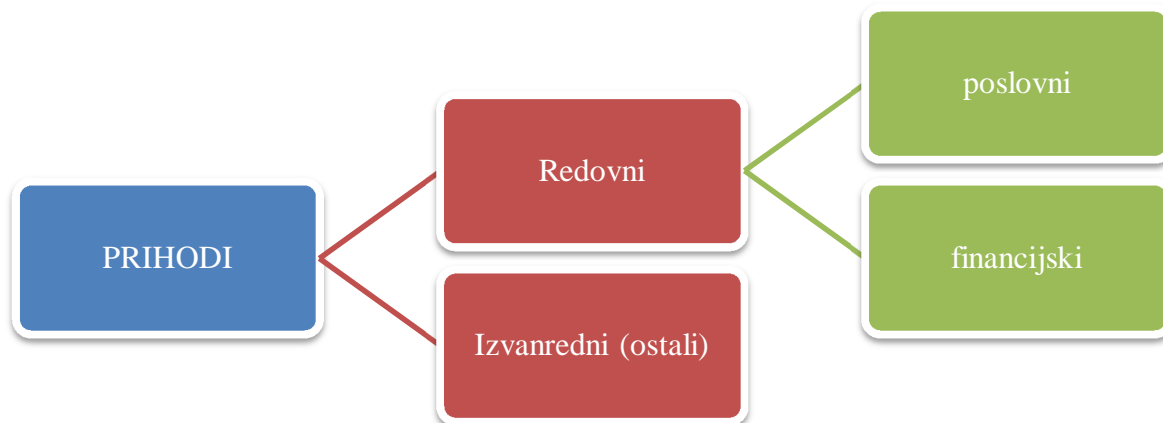 PRIHODI
Redovni
Izvanredni (ostali)
poslovni
financijski